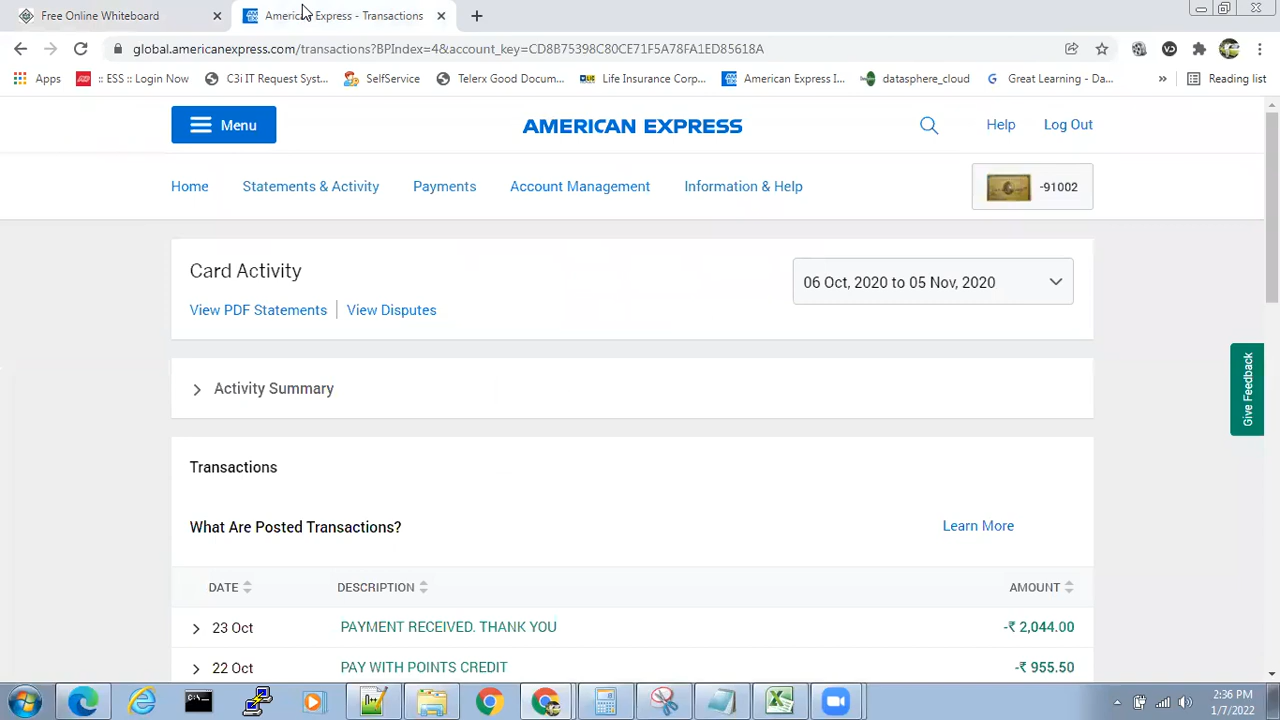 Free Online Whiteboard
American Express - Transactions
global.americanexpress.com/transactions?BPIndex=4&account_key=CD8B75398C80CE71F5A78FA1ED85618A
Apps :: ESS :: Login Now C3i IT Request Syst... SelfService Telerx Good Docum... Life Insurance Corp... American Express I... datasphere_cloud Great Learning - Da... » Reading list
Menu
AMERICAN EXPRESS
Help
Log Out
Home Statements & Activity Payments Account Management Information & Help
-91002
Card Activity
06 Oct, 2020 to 05 Nov, 2020
View PDF Statements
View Disputes
Activity Summary
Give Feedback
Transactions
What Are Posted Transactions?
Learn More
DATE DESCRIPTION AMOUNT
23 Oct PAYMENT RECEIVED. THANK YOU -₹ 2,044.00
22 Oct PAY WITH POINTS CREDIT -₹ 955.50
2:36 PM
1/7/2022